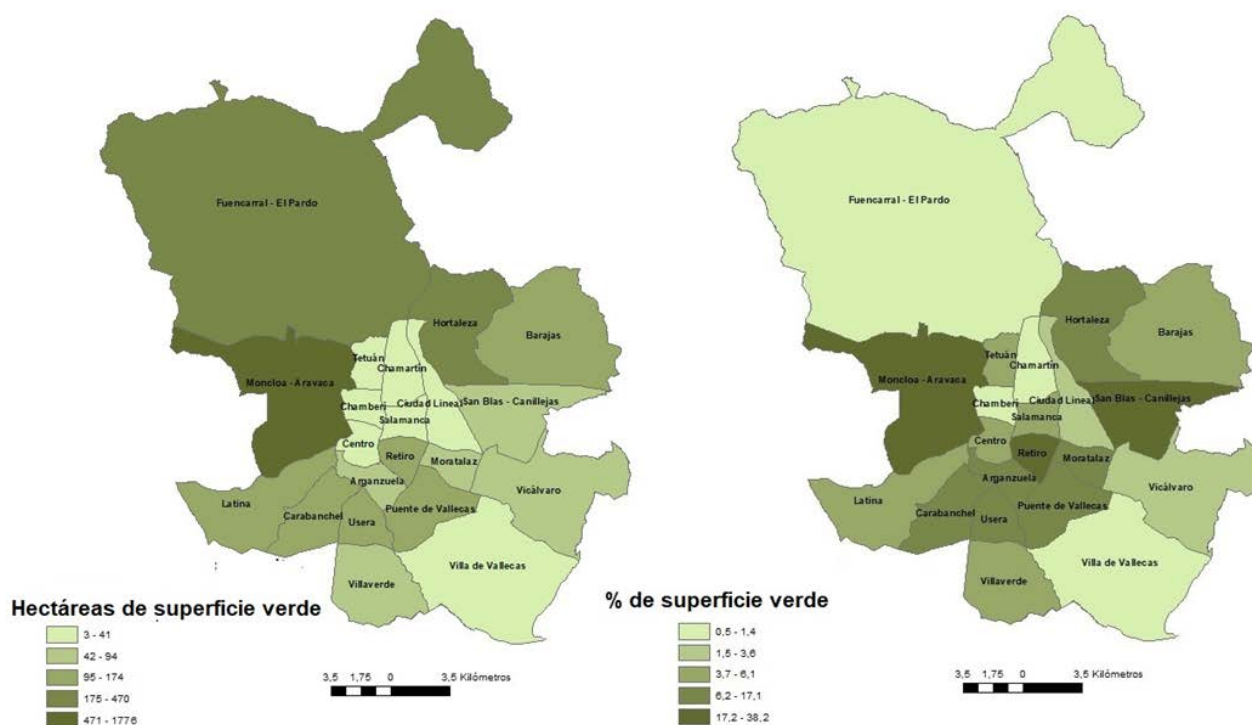 Fuencarral - El Pardo
Hortaleza
Barajas
Tetuán
Chamartín
Moncloa - Aravaca
Chamberí
Ciudad Lineal
San Blas - Canillejas
Salamanca
Centro
Retiro
Moratalaz
Arganzuela
Vicálvaro
Latina
Carabanchel
Usera
Puente de Vallecas
Villa de Vallecas
Villaverde
Hectáreas de superficie verde
3 - 41
42 - 94
95 - 174
175 - 470
471 - 1776
3,5 1,75 0 3,5 Kilómetros
Fuencarral - El Pardo
Hortaleza
Barajas
Tetuán
Chamartín
Moncloa - Aravaca
Chamberí
Ciudad Lineal
San Blas - Canillejas
Salamanca
Centro
Retiro
Moratalaz
Arganzuela
Vicálvaro
Latina
Carabanchel
Usera
Puente de Vallecas
Villa de Vallecas
Villaverde
% de superficie verde
0,5 - 1,4
1,5 - 3,6
3,7 - 6,1
6,2 - 17,1
17,2 - 38,2
3,5 1,75 0 3,5 Kilómetros